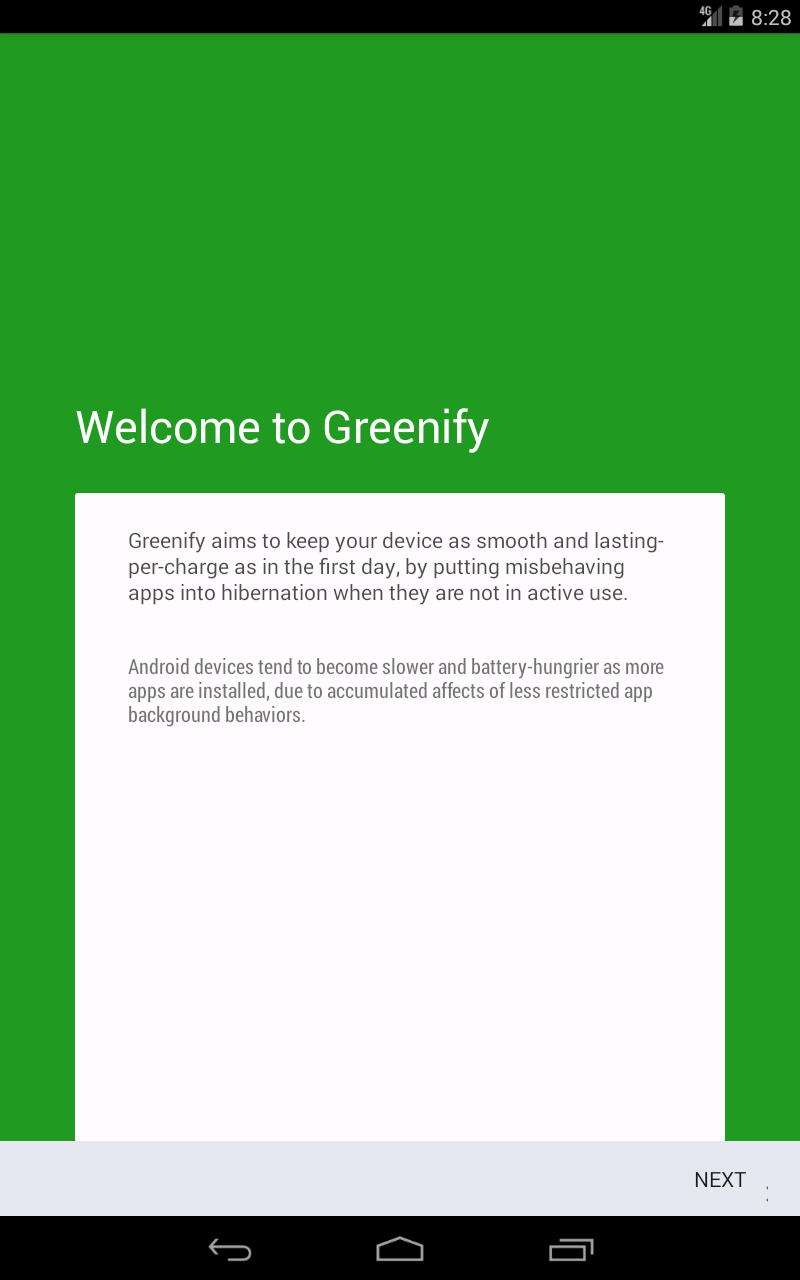 4G 8:28
Welcome to Greenify
Greenify aims to keep your device as smooth and lasting-
per-charge as in the first day, by putting misbehaving
apps into hibernation when they are not in active use.
Android devices tend to become slower and battery-hungrier as more
apps are installed, due to accumulated affects of less restricted app
background behaviors.
NEXT